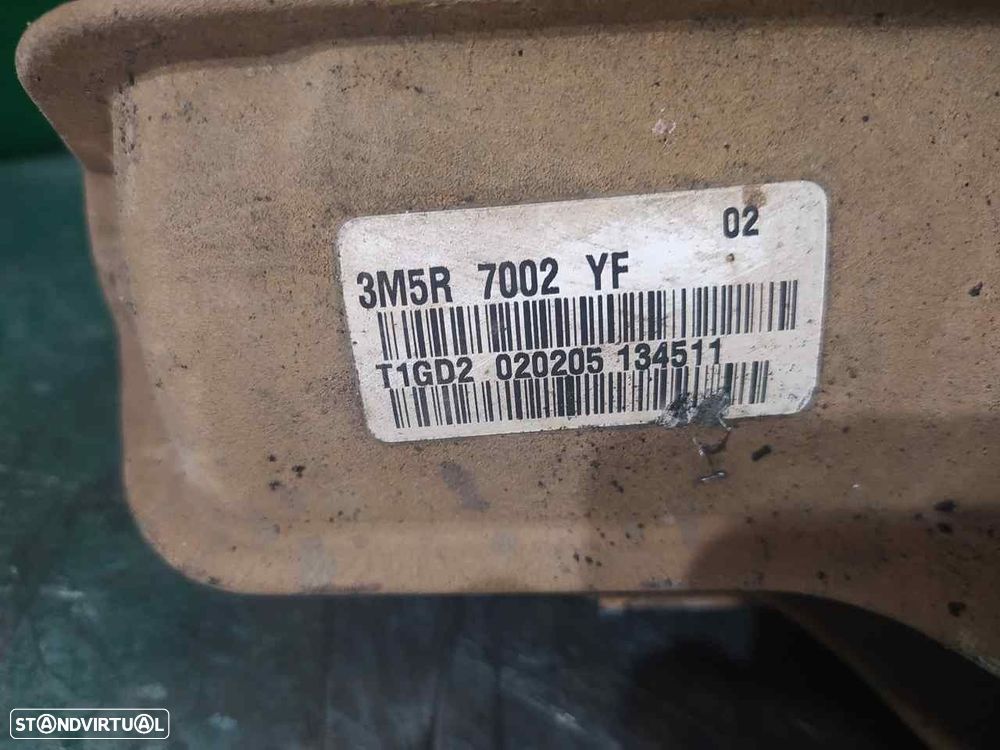 02
3M5R 7002 YF
T1GD2 020205 134511
STANDVIRTUAL